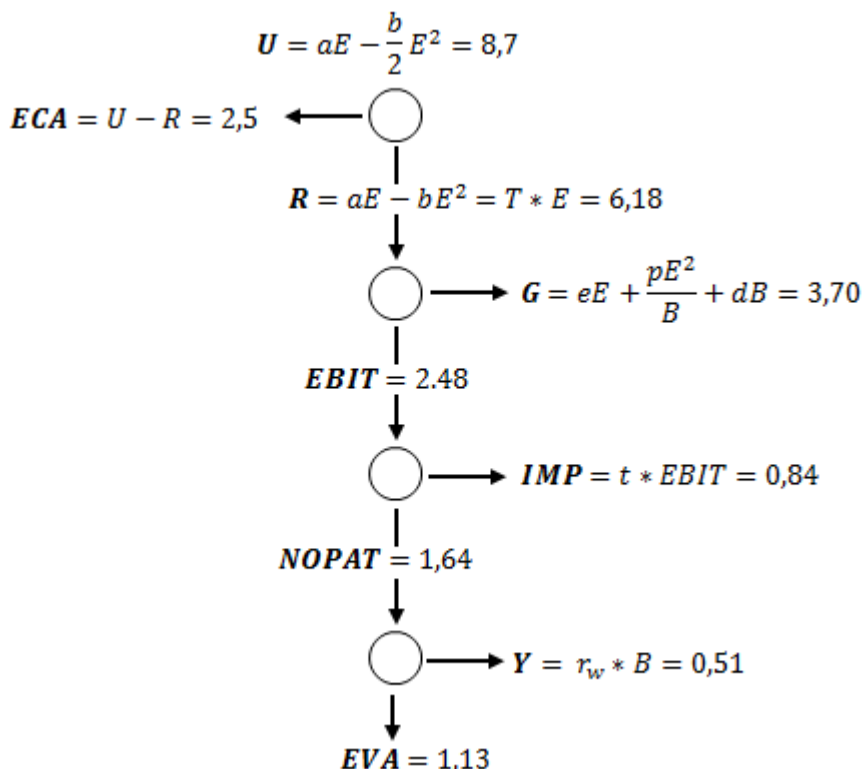 U = aE − b/2 E² = 8,7
ECA = U − R = 2,5
R = aE − bE² = T * E = 6,18
G = eE + pE²/B + dB = 3,70
EBIT = 2.48
IMP = t * EBIT = 0,84
NOPAT = 1,64
Y = r_w * B = 0,51
EVA = 1.13